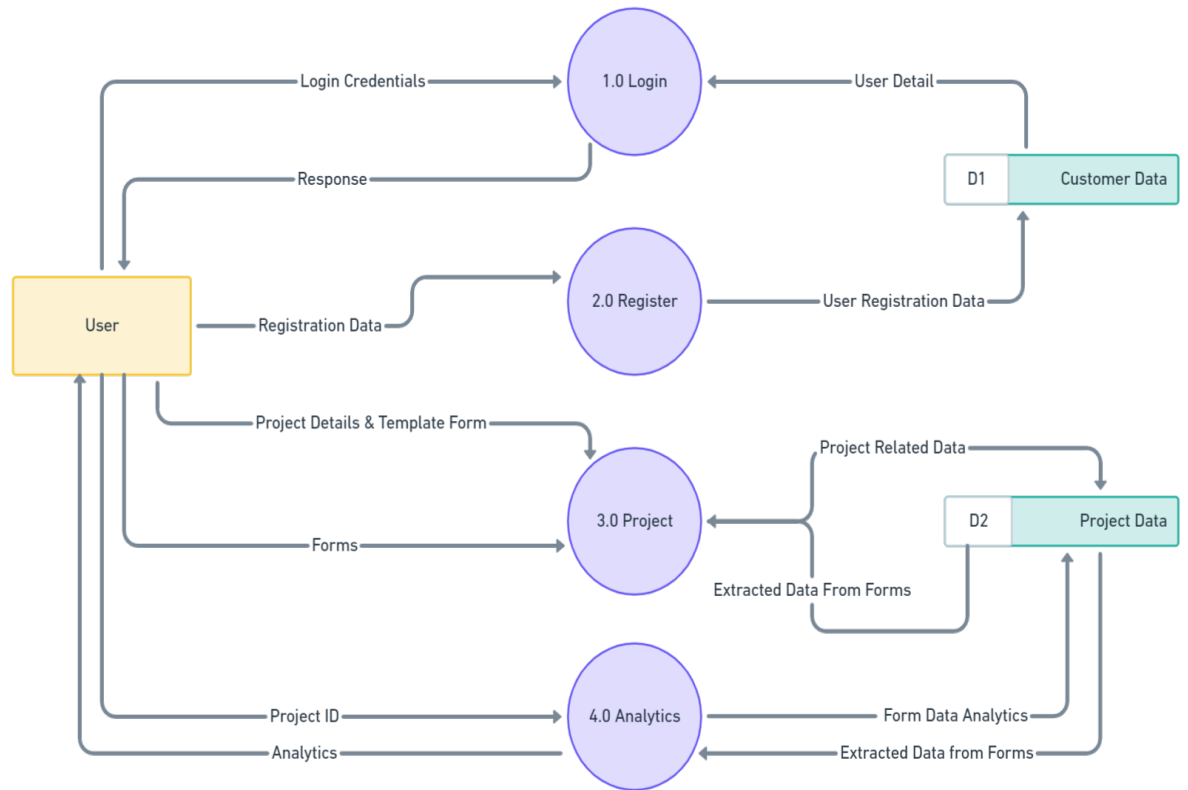 1.0 Login
Login Credentials
User Detail
D1
Customer Data
Response
2.0 Register
User
Registration Data
User Registration Data
Project Details & Template Form
Project Related Data
3.0 Project
D2
Project Data
Forms
Extracted Data From Forms
4.0 Analytics
Project ID
Form Data Analytics
Analytics
Extracted Data from Forms